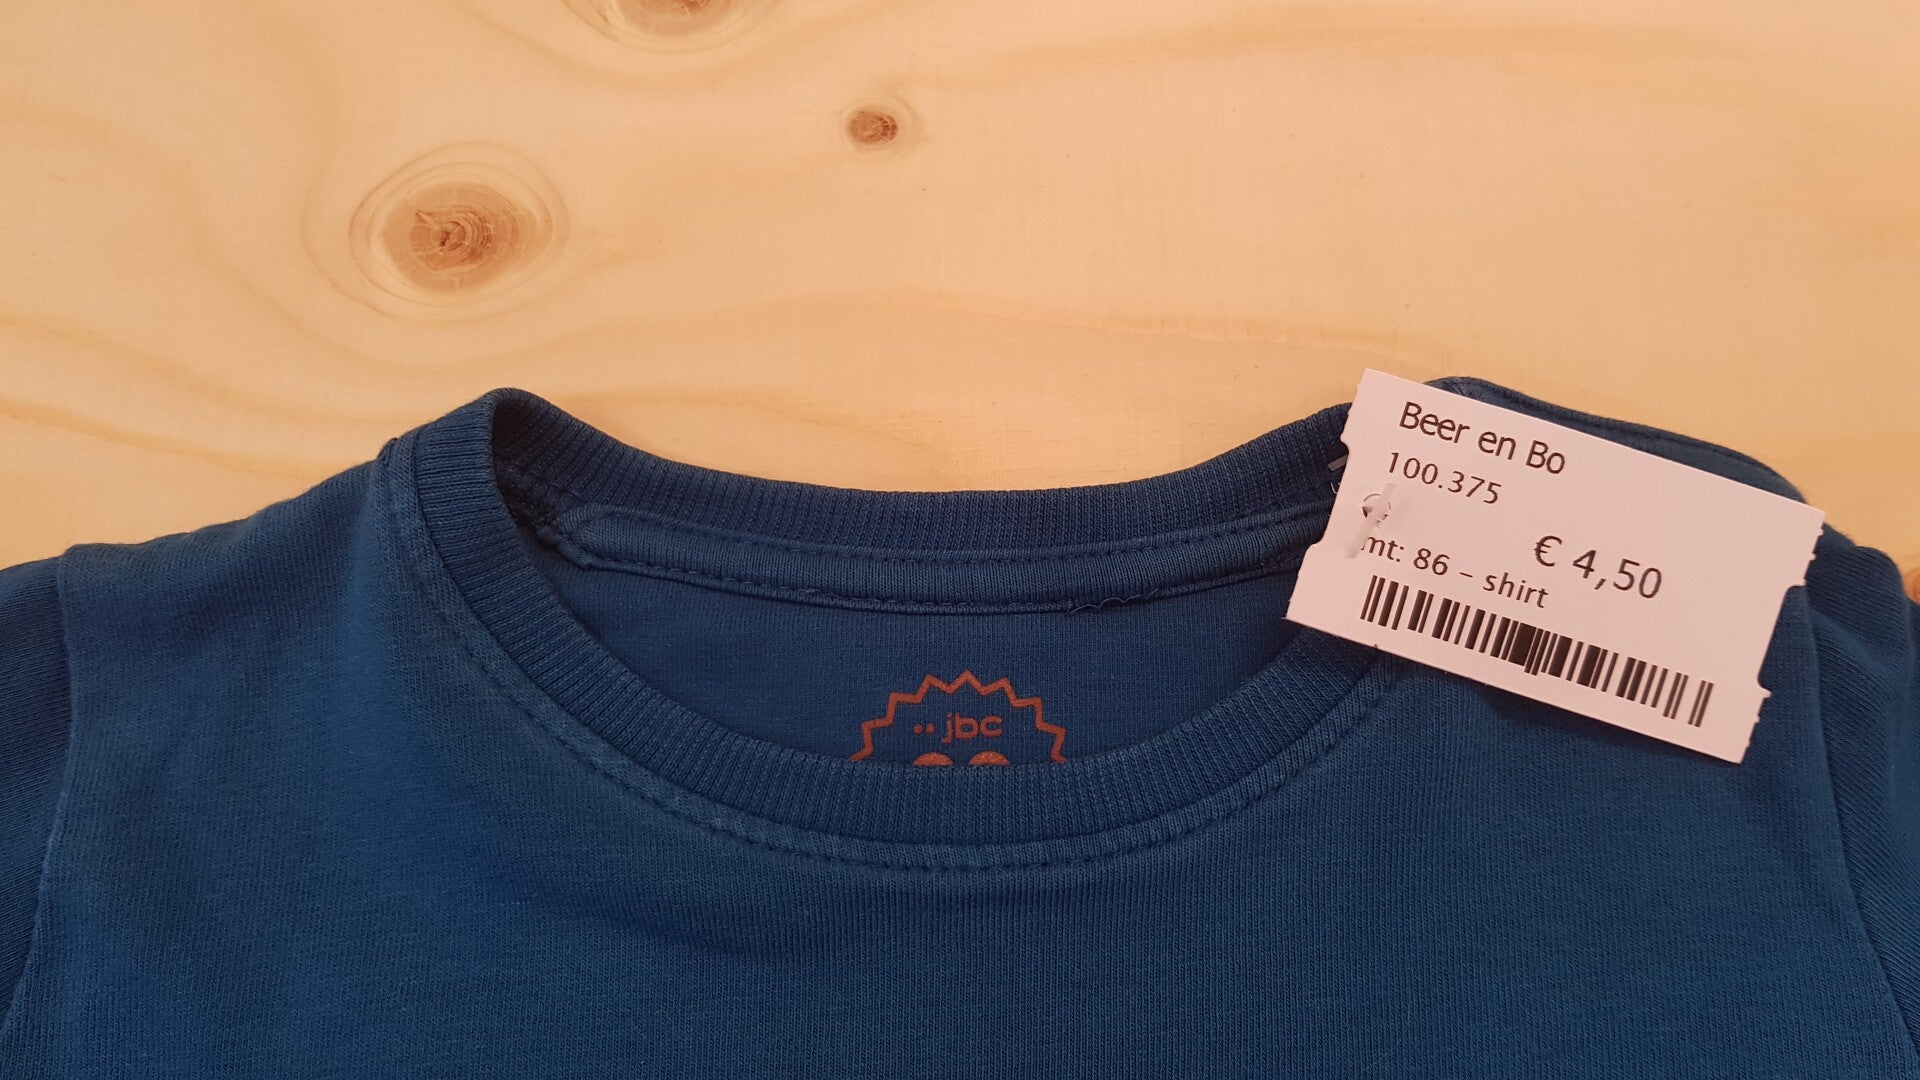 Beer en Bo
100.375
€ 4,50
mt: 86 – shirt
jbc